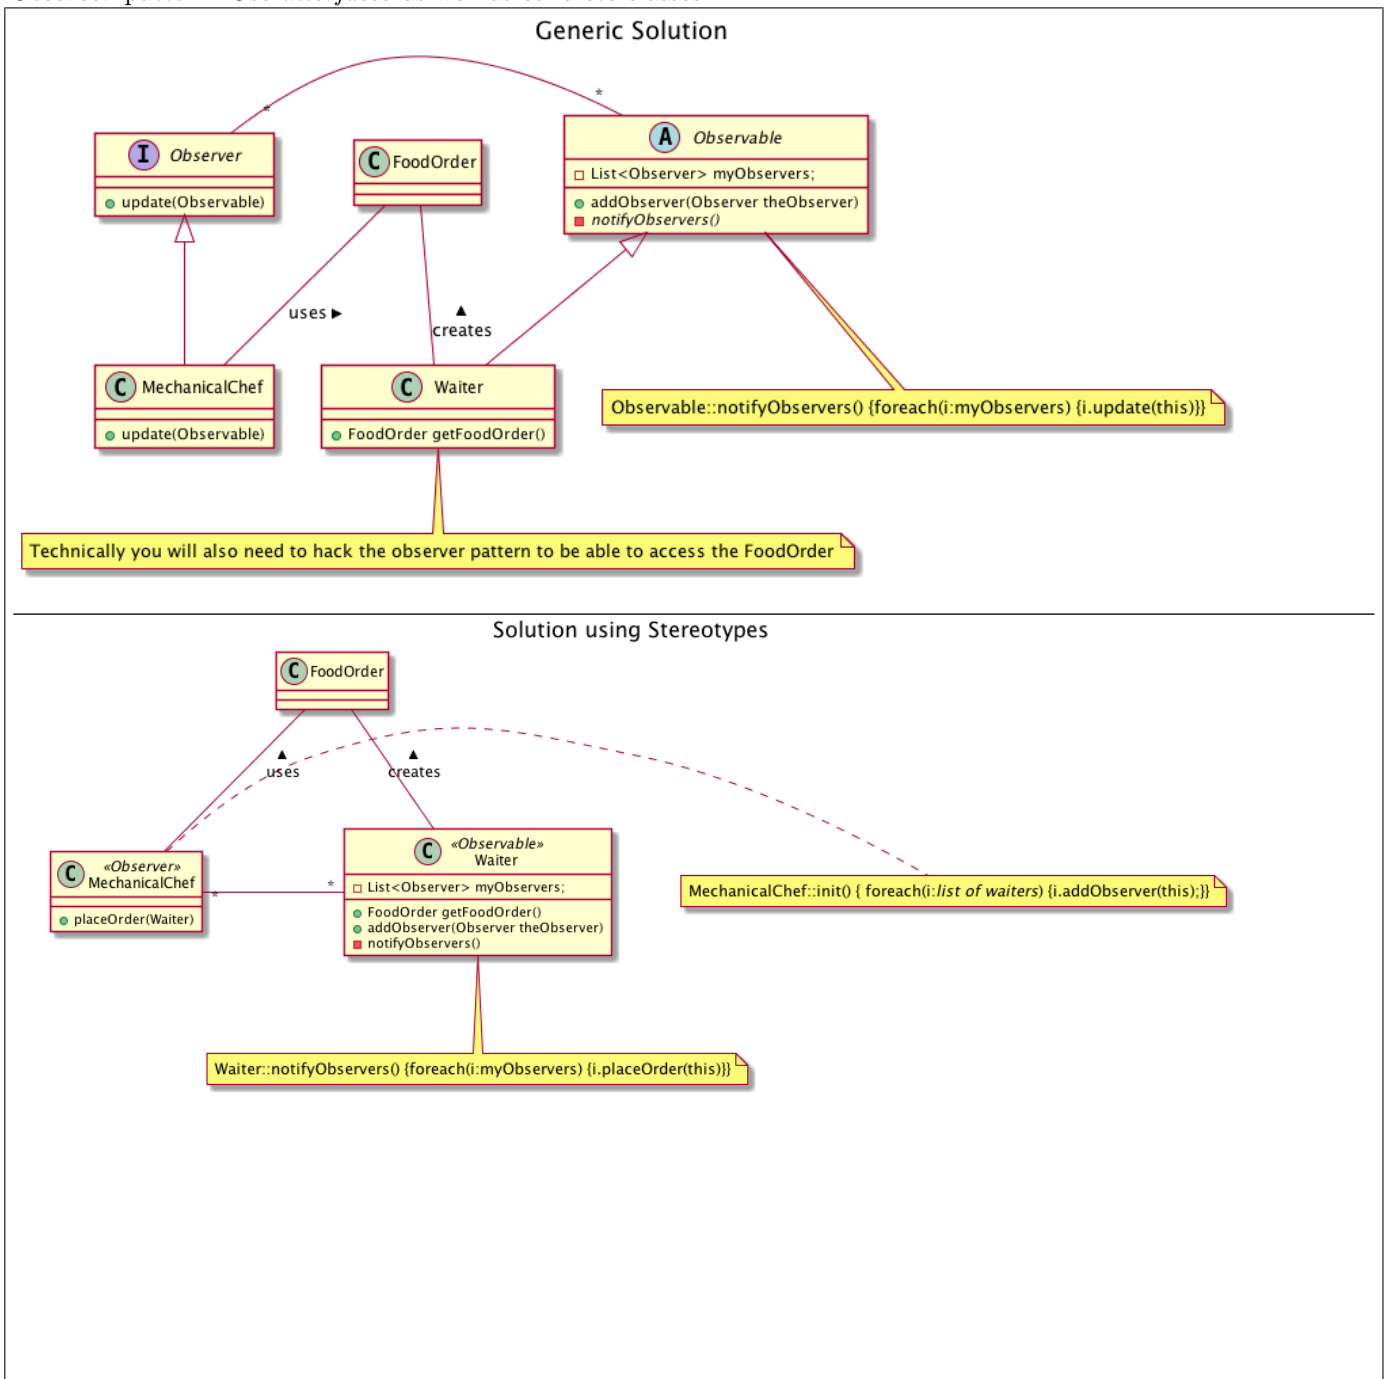 Generic Solution
*
*
I Observer
update(Observable)
C FoodOrder
A Observable
List<Observer> myObservers;
addObserver(Observer theObserver)
notifyObservers()
uses ▶
▲
creates
C MechanicalChef
update(Observable)
C Waiter
FoodOrder getFoodOrder()
Observable::notifyObservers() {foreach(i:myObservers) {i.update(this)}}
Technically you will also need to hack the observer pattern to be able to access the FoodOrder
Solution using Stereotypes
C FoodOrder
▲
uses
▲
creates
C «Observer»
MechanicalChef
placeOrder(Waiter)
*
*
C «Observable»
Waiter
List<Observer> myObservers;
FoodOrder getFoodOrder()
addObserver(Observer theObserver)
notifyObservers()
MechanicalChef::init() { foreach(i:list of waiters) {i.addObserver(this);}}
Waiter::notifyObservers() {foreach(i:myObservers) {i.placeOrder(this)}}